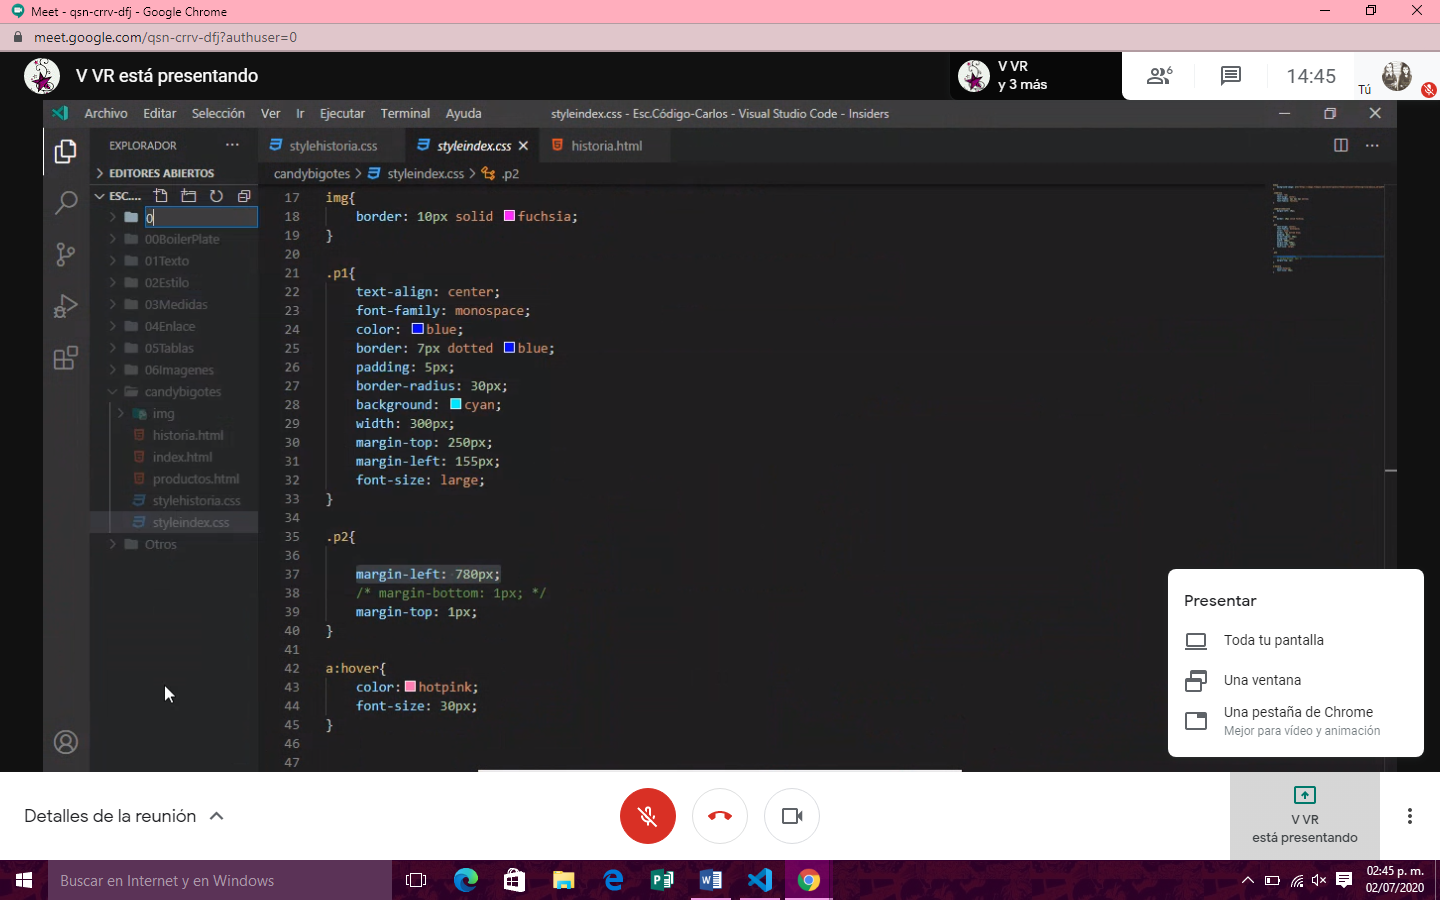 Meet - qsn-crrv-dfj - Google Chrome
meet.google.com/qsn-crrv-dfj?authuser=0
V VR está presentando
V VR
y 3 más
6
14:45
Tú
Archivo Editar Selección Ver Ir Ejecutar Terminal Ayuda
styleindex.css - Esc.Código-Carlos - Visual Studio Code - Insiders
EXPLORADOR
stylehistoria.css
styleindex.css
historia.html
EDITORES ABIERTOS
candybigotes > styleindex.css > .p2
ESC....
0
00BoilerPlate
01Texto
02Estilo
03Medidas
04Enlace
05Tablas
06Imagenes
candybigotes
img
historia.html
index.html
productos.html
stylehistoria.css
styleindex.css
Otros
17 img{
18 border: 10px solid fuchsia;
19 }
20
21 .p1{
22 text-align: center;
23 font-family: monospace;
24 color: blue;
25 border: 7px dotted blue;
26 padding: 5px;
27 border-radius: 30px;
28 background: cyan;
29 width: 300px;
30 margin-top: 250px;
31 margin-left: 155px;
32 font-size: large;
33 }
34
35 .p2{
36
37 margin-left: 780px;
38 /* margin-bottom: 1px; */
39 margin-top: 1px;
40 }
41
42 a:hover{
43 color: hotpink;
44 font-size: 30px;
45 }
46
47
Presentar
Toda tu pantalla
Una ventana
Una pestaña de Chrome
Mejor para vídeo y animación
Detalles de la reunión
V VR
está presentando
Buscar en Internet y en Windows
02:45 p. m.
02/07/2020